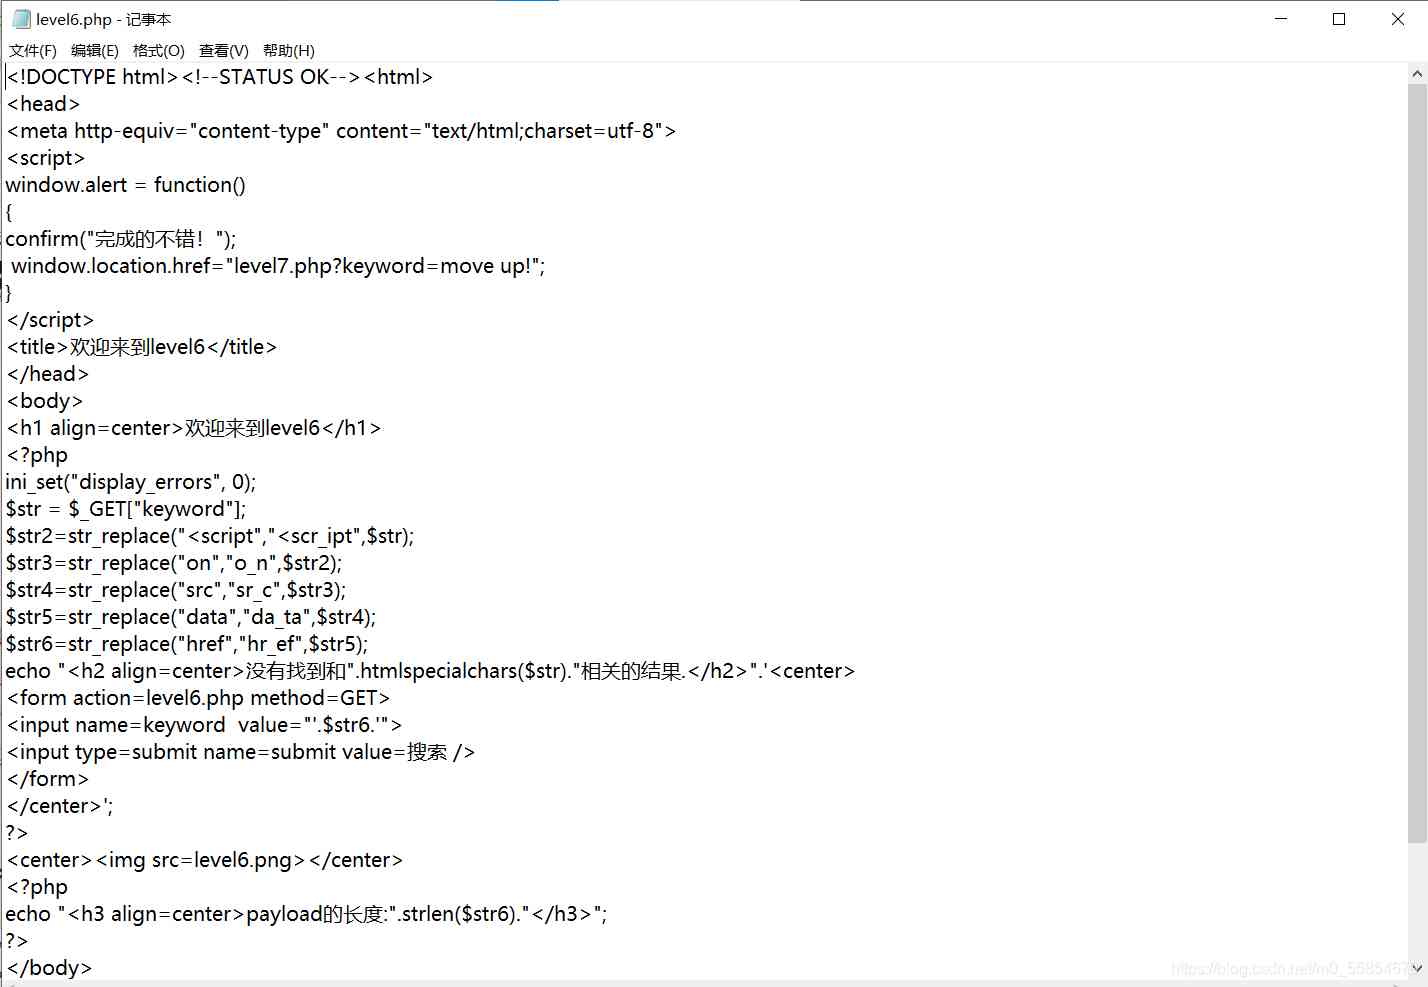 level6.php - 记事本
文件(F) 编辑(E) 格式(O) 查看(V) 帮助(H)
<!DOCTYPE html><!--STATUS OK--><html>
<head>
<meta http-equiv="content-type" content="text/html;charset=utf-8">
<script>
window.alert = function()
{
confirm("完成的不错！");
 window.location.href="level7.php?keyword=move up!";
}
</script>
<title>欢迎来到level6</title>
</head>
<body>
<h1 align=center>欢迎来到level6</h1>
<?php
ini_set("display_errors", 0);
$str = $_GET["keyword"];
$str2=str_replace("<script","<scr_ipt",$str);
$str3=str_replace("on","o_n",$str2);
$str4=str_replace("src","sr_c",$str3);
$str5=str_replace("data","da_ta",$str4);
$str6=str_replace("href","hr_ef",$str5);
echo "<h2 align=center>没有找到和".htmlspecialchars($str)."相关的结果.</h2>".'<center>
<form action=level6.php method=GET>
<input name=keyword  value="'.$str6.'">
<input type=submit name=submit value=搜索 />
</form>
</center>';
?>
<center><img src=level6.png></center>
<?php
echo "<h3 align=center>payload的长度:".strlen($str6)."</h3>";
?>
</body>